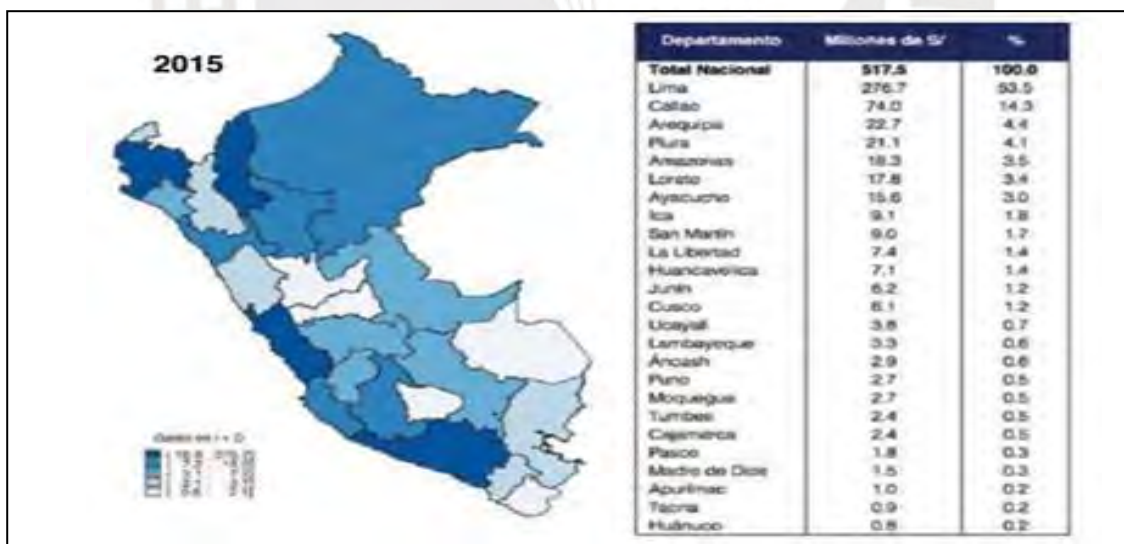 2015
Gasto en I + D
Departamento Millones de S/ %
Total Nacional 517.5 100.0
Lima 276.7 53.5
Callao 74.0 14.3
Arequipa 22.7 4.4
Piura 21.1 4.1
Amazonas 18.3 3.5
Loreto 17.8 3.4
Ayacucho 15.6 3.0
Ica 9.1 1.8
San Martín 9.0 1.7
La Libertad 7.4 1.4
Huancavelica 7.1 1.4
Junín 6.2 1.2
Cusco 6.1 1.2
Ucayali 3.8 0.7
Lambayeque 3.3 0.6
Áncash 2.9 0.6
Puno 2.7 0.5
Moquegua 2.7 0.5
Tumbes 2.4 0.5
Cajamarca 2.4 0.5
Pasco 1.8 0.3
Madre de Dios 1.5 0.3
Apurímac 1.0 0.2
Tacna 0.9 0.2
Huánuco 0.8 0.2